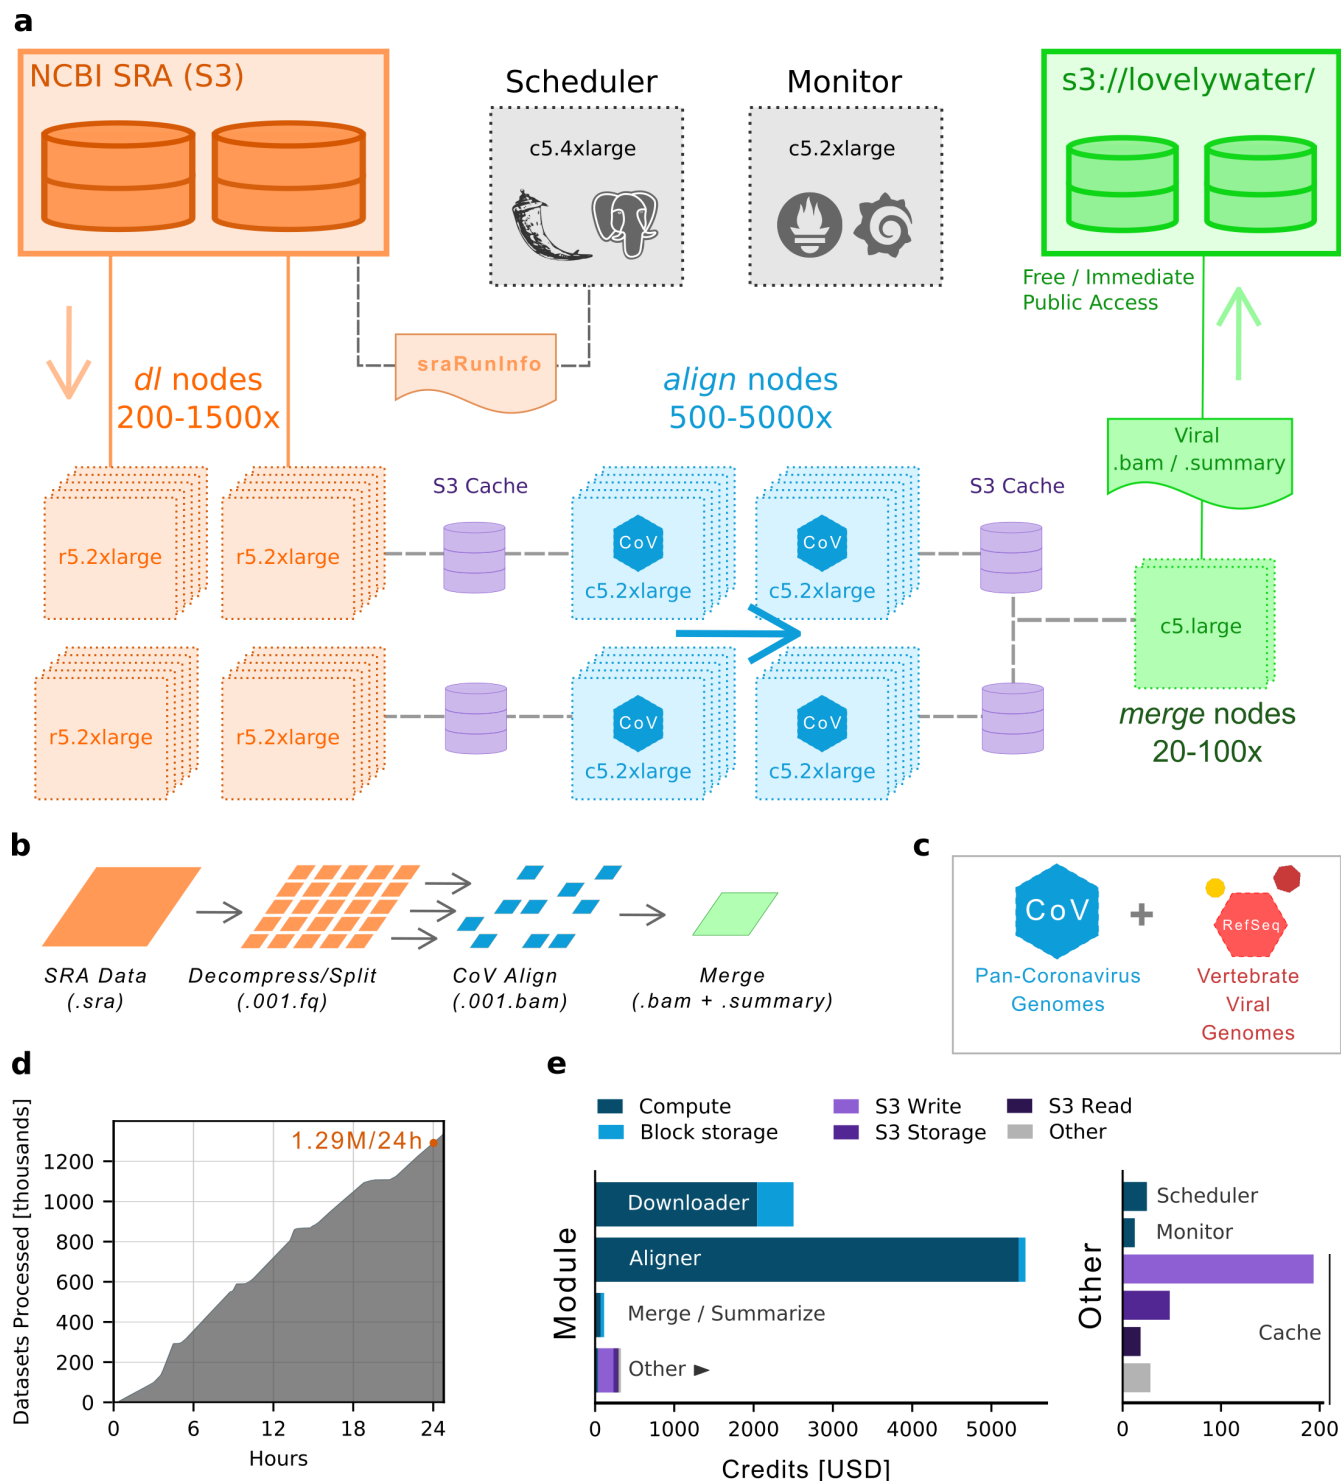 a
NCBI SRA (S3)
Scheduler
c5.4xlarge
Monitor
c5.2xlarge
s3://lovelywater/
Free / Immediate
Public Access
sraRunInfo
dl nodes
200-1500x
align nodes
500-5000x
Viral
.bam / .summary
S3 Cache
S3 Cache
r5.2xlarge
r5.2xlarge
CoV
c5.2xlarge
CoV
c5.2xlarge
c5.large
r5.2xlarge
r5.2xlarge
CoV
c5.2xlarge
CoV
c5.2xlarge
merge nodes
20-100x
b
SRA Data
(.sra)
Decompress/Split
(.001.fq)
CoV Align
(.001.bam)
Merge
(.bam + .summary)
c
CoV
+
RefSeq
Pan-Coronavirus
Genomes
Vertebrate
Viral
Genomes
d
1.29M/24h
Datasets Processed [thousands]
1200
1000
800
600
400
200
0
0 6 12 18 24
Hours
e
Compute
Block storage
S3 Write
S3 Storage
S3 Read
Other
Module
Downloader
Aligner
Merge / Summarize
Other ►
0 1000 2000 3000 4000 5000
Credits [USD]
Other
Scheduler
Monitor
Cache
0 100 200